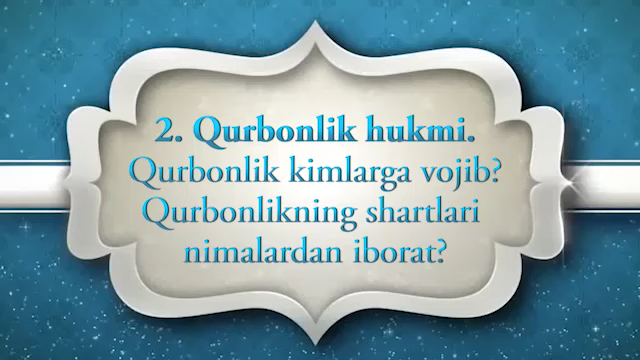 2. Qurbonlik hukmi.
Qurbonlik kimlarga vojib?
Qurbonlikning shartlari
nimalardan iborat?